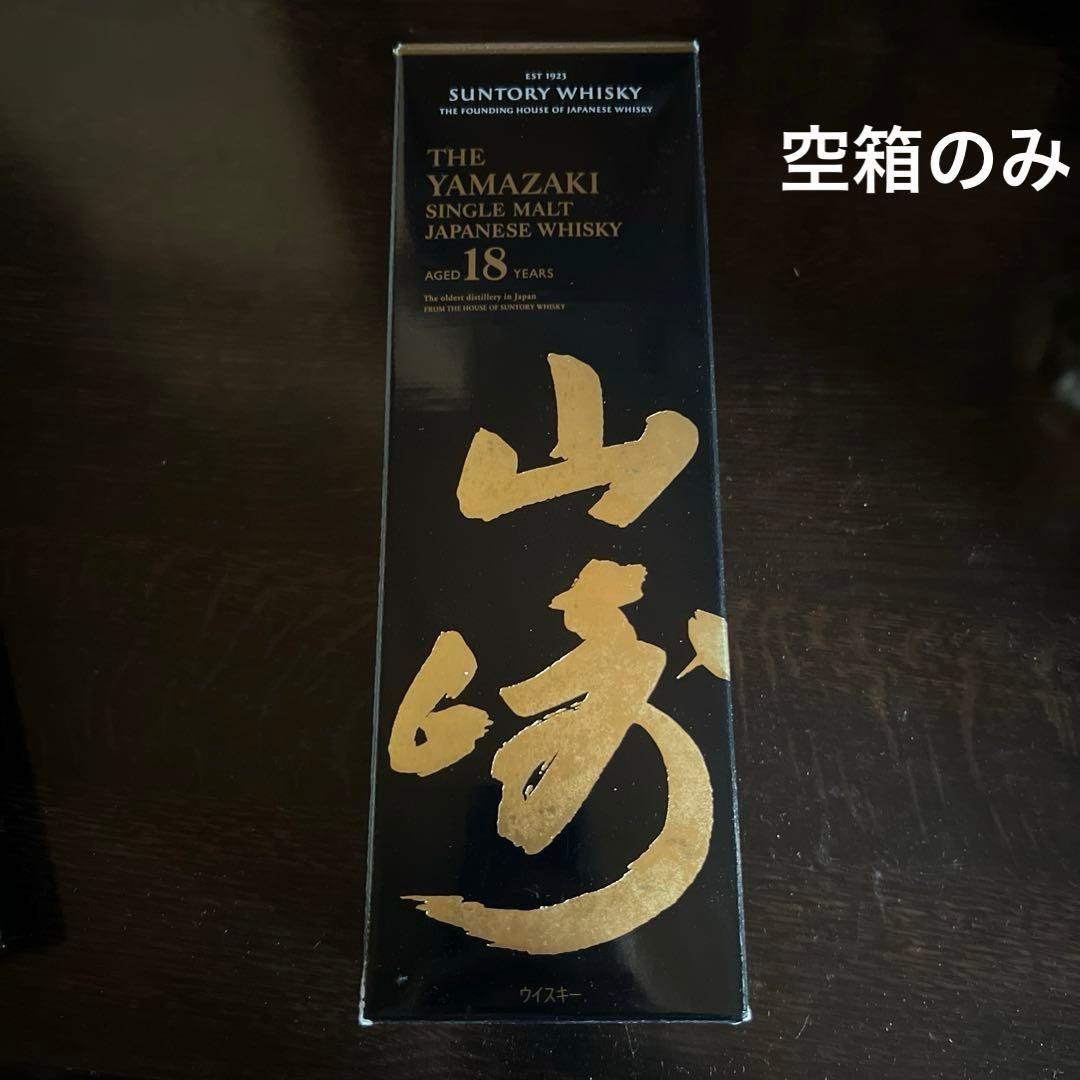 EST 1923
SUNTORY WHISKY
THE FOUNDING HOUSE OF JAPANESE WHISKY
空箱のみ
THE
YAMAZAKI
SINGLE MALT
JAPANESE WHISKY
AGED 18 YEARS
The oldest distillery in Japan
FROM THE HOUSE OF SUNTORY WHISKY
山
崎
ウイスキー